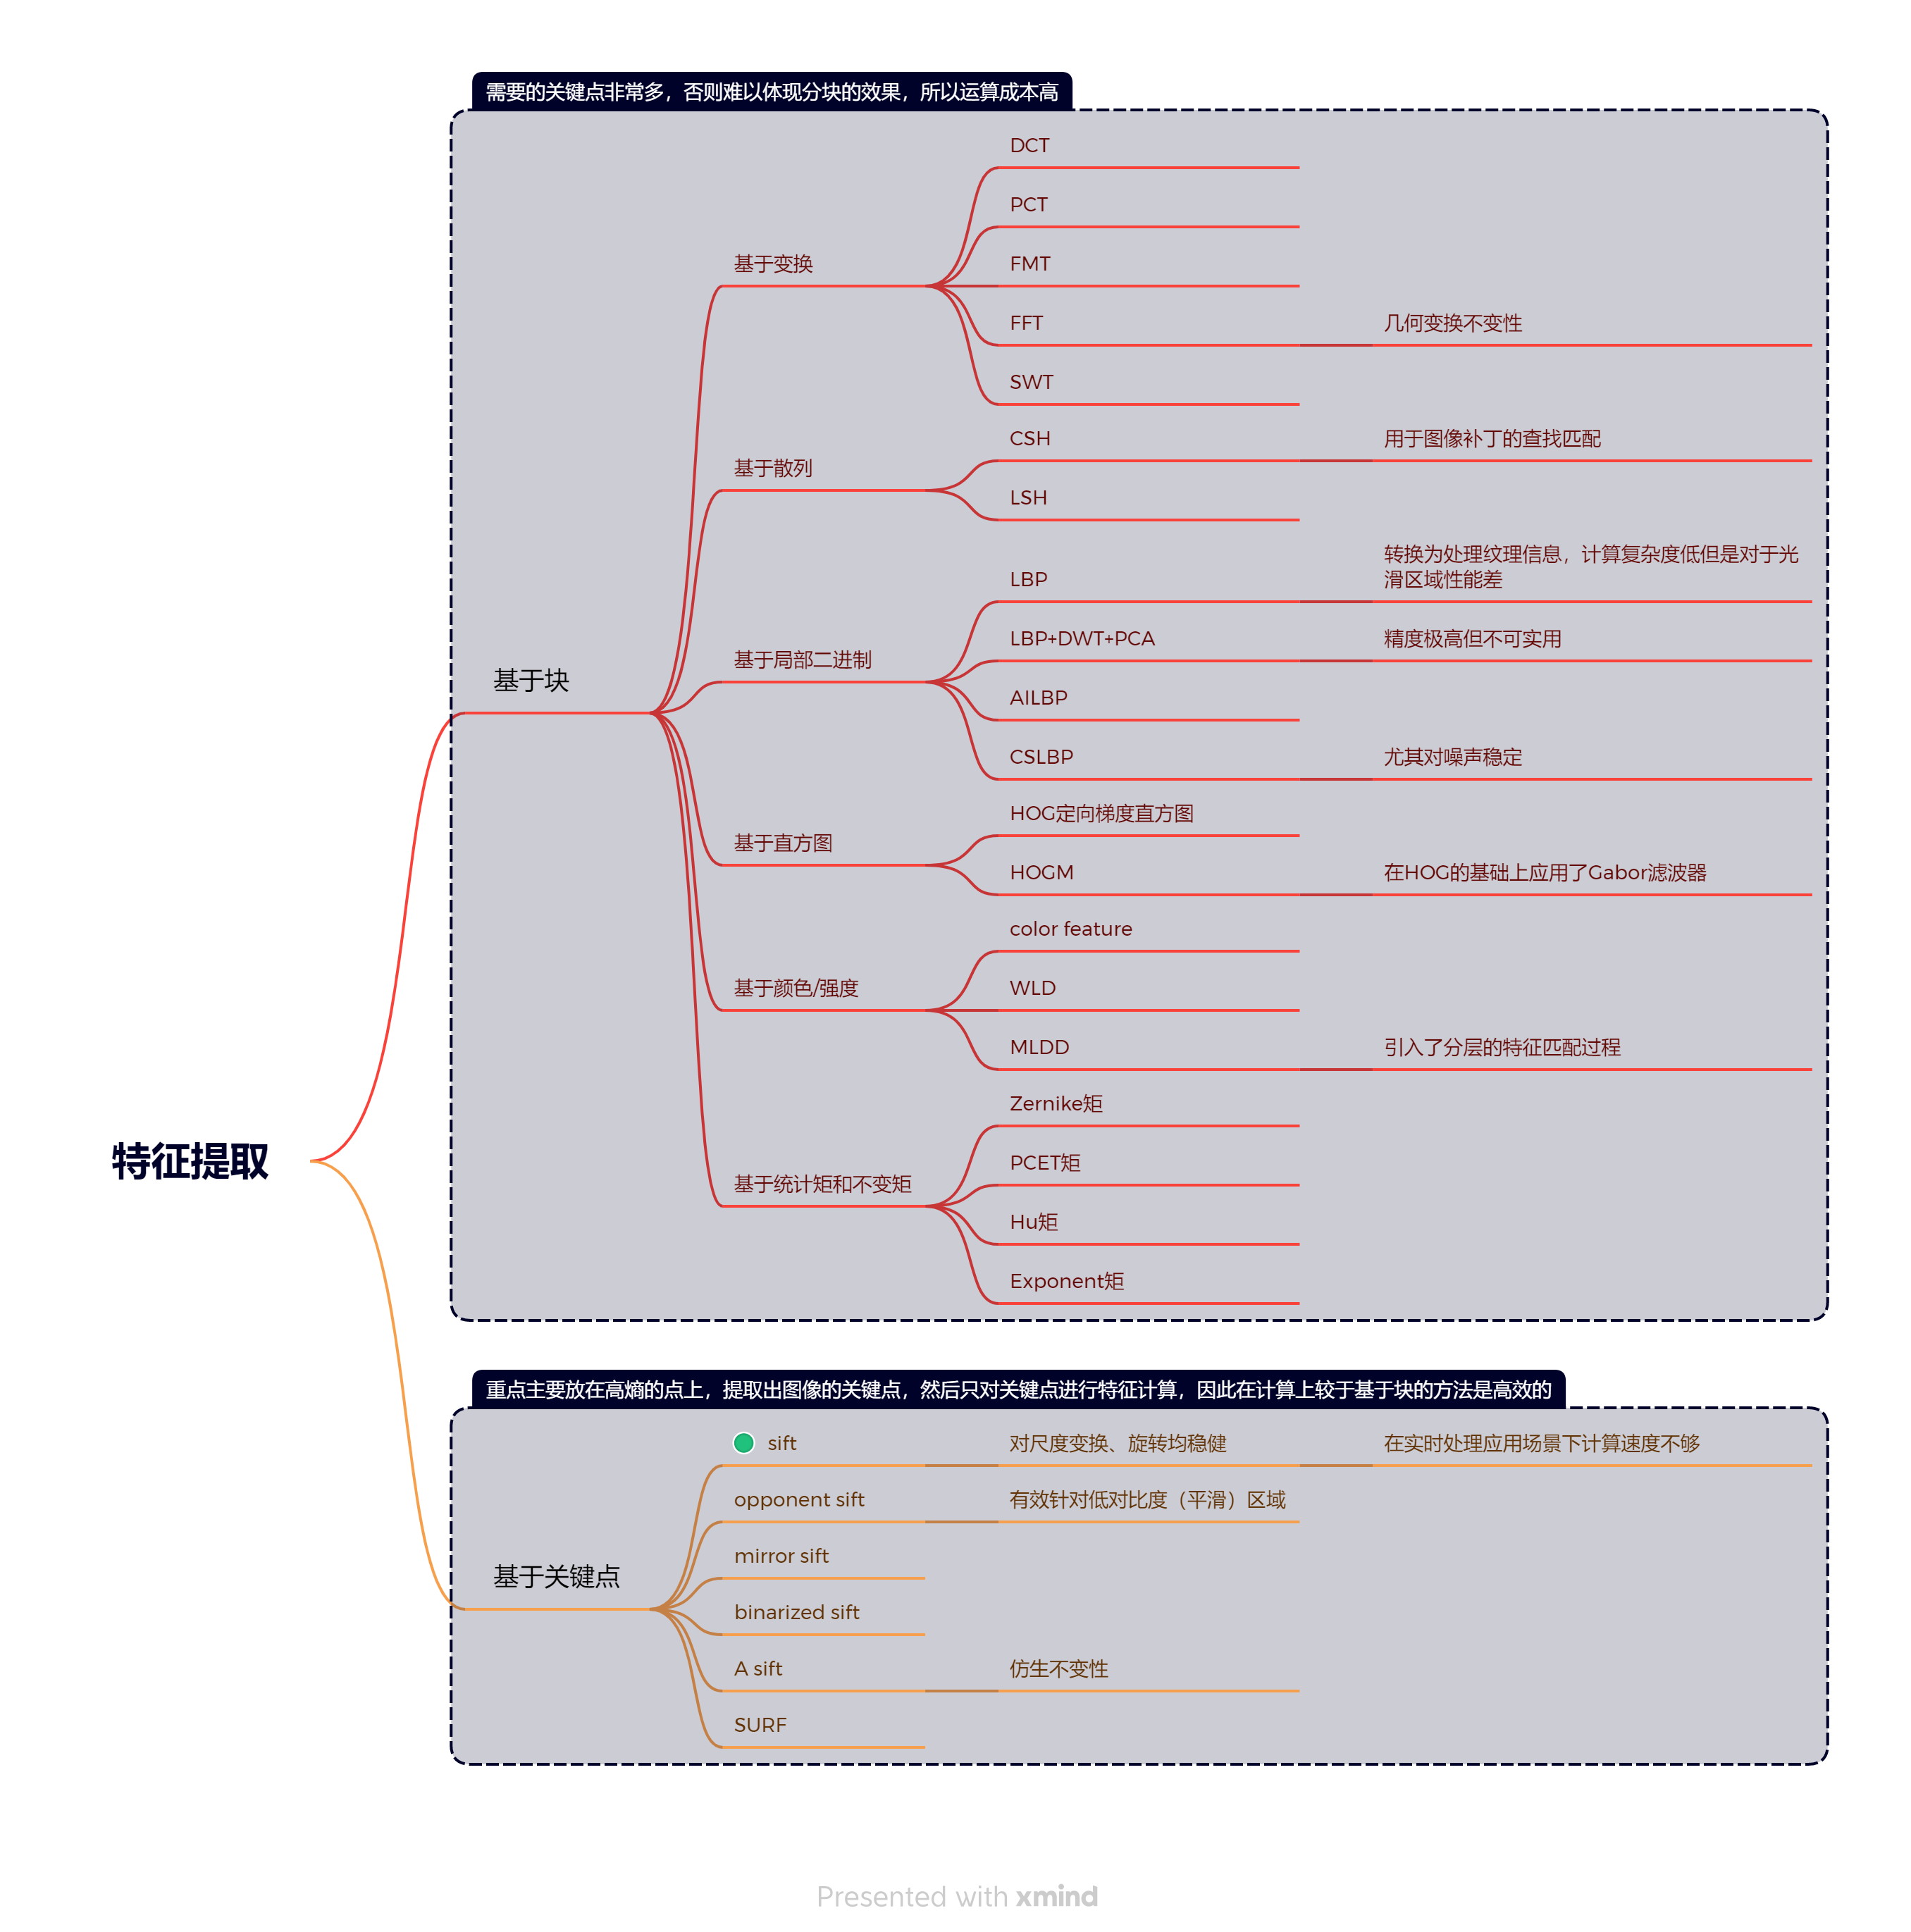 需要的关键点非常多，否则难以体现分块的效果，所以运算成本高
DCT
PCT
基于变换
FMT
FFT
几何变换不变性
SWT
CSH
用于图像补丁的查找匹配
基于散列
LSH
转换为处理纹理信息，计算复杂度低但是对于光
滑区域性能差
LBP
LBP+DWT+PCA
精度极高但不可实用
基于局部二进制
基于块
AILBP
CSLBP
尤其对噪声稳定
HOG定向梯度直方图
基于直方图
HOGM
在HOG的基础上应用了Gabor滤波器
color feature
基于颜色/强度
WLD
MLDD
引入了分层的特征匹配过程
Zernike矩
特征提取
PCET矩
基于统计矩和不变矩
Hu矩
Exponent矩
重点主要放在高熵的点上，提取出图像的关键点，然后只对关键点进行特征计算，因此在计算上较于基于块的方法是高效的
sift
对尺度变换、旋转均稳健
在实时处理应用场景下计算速度不够
opponent sift
有效针对低对比度（平滑）区域
mirror sift
基于关键点
binarized sift
A sift
仿生不变性
SURF
Presented with xmind